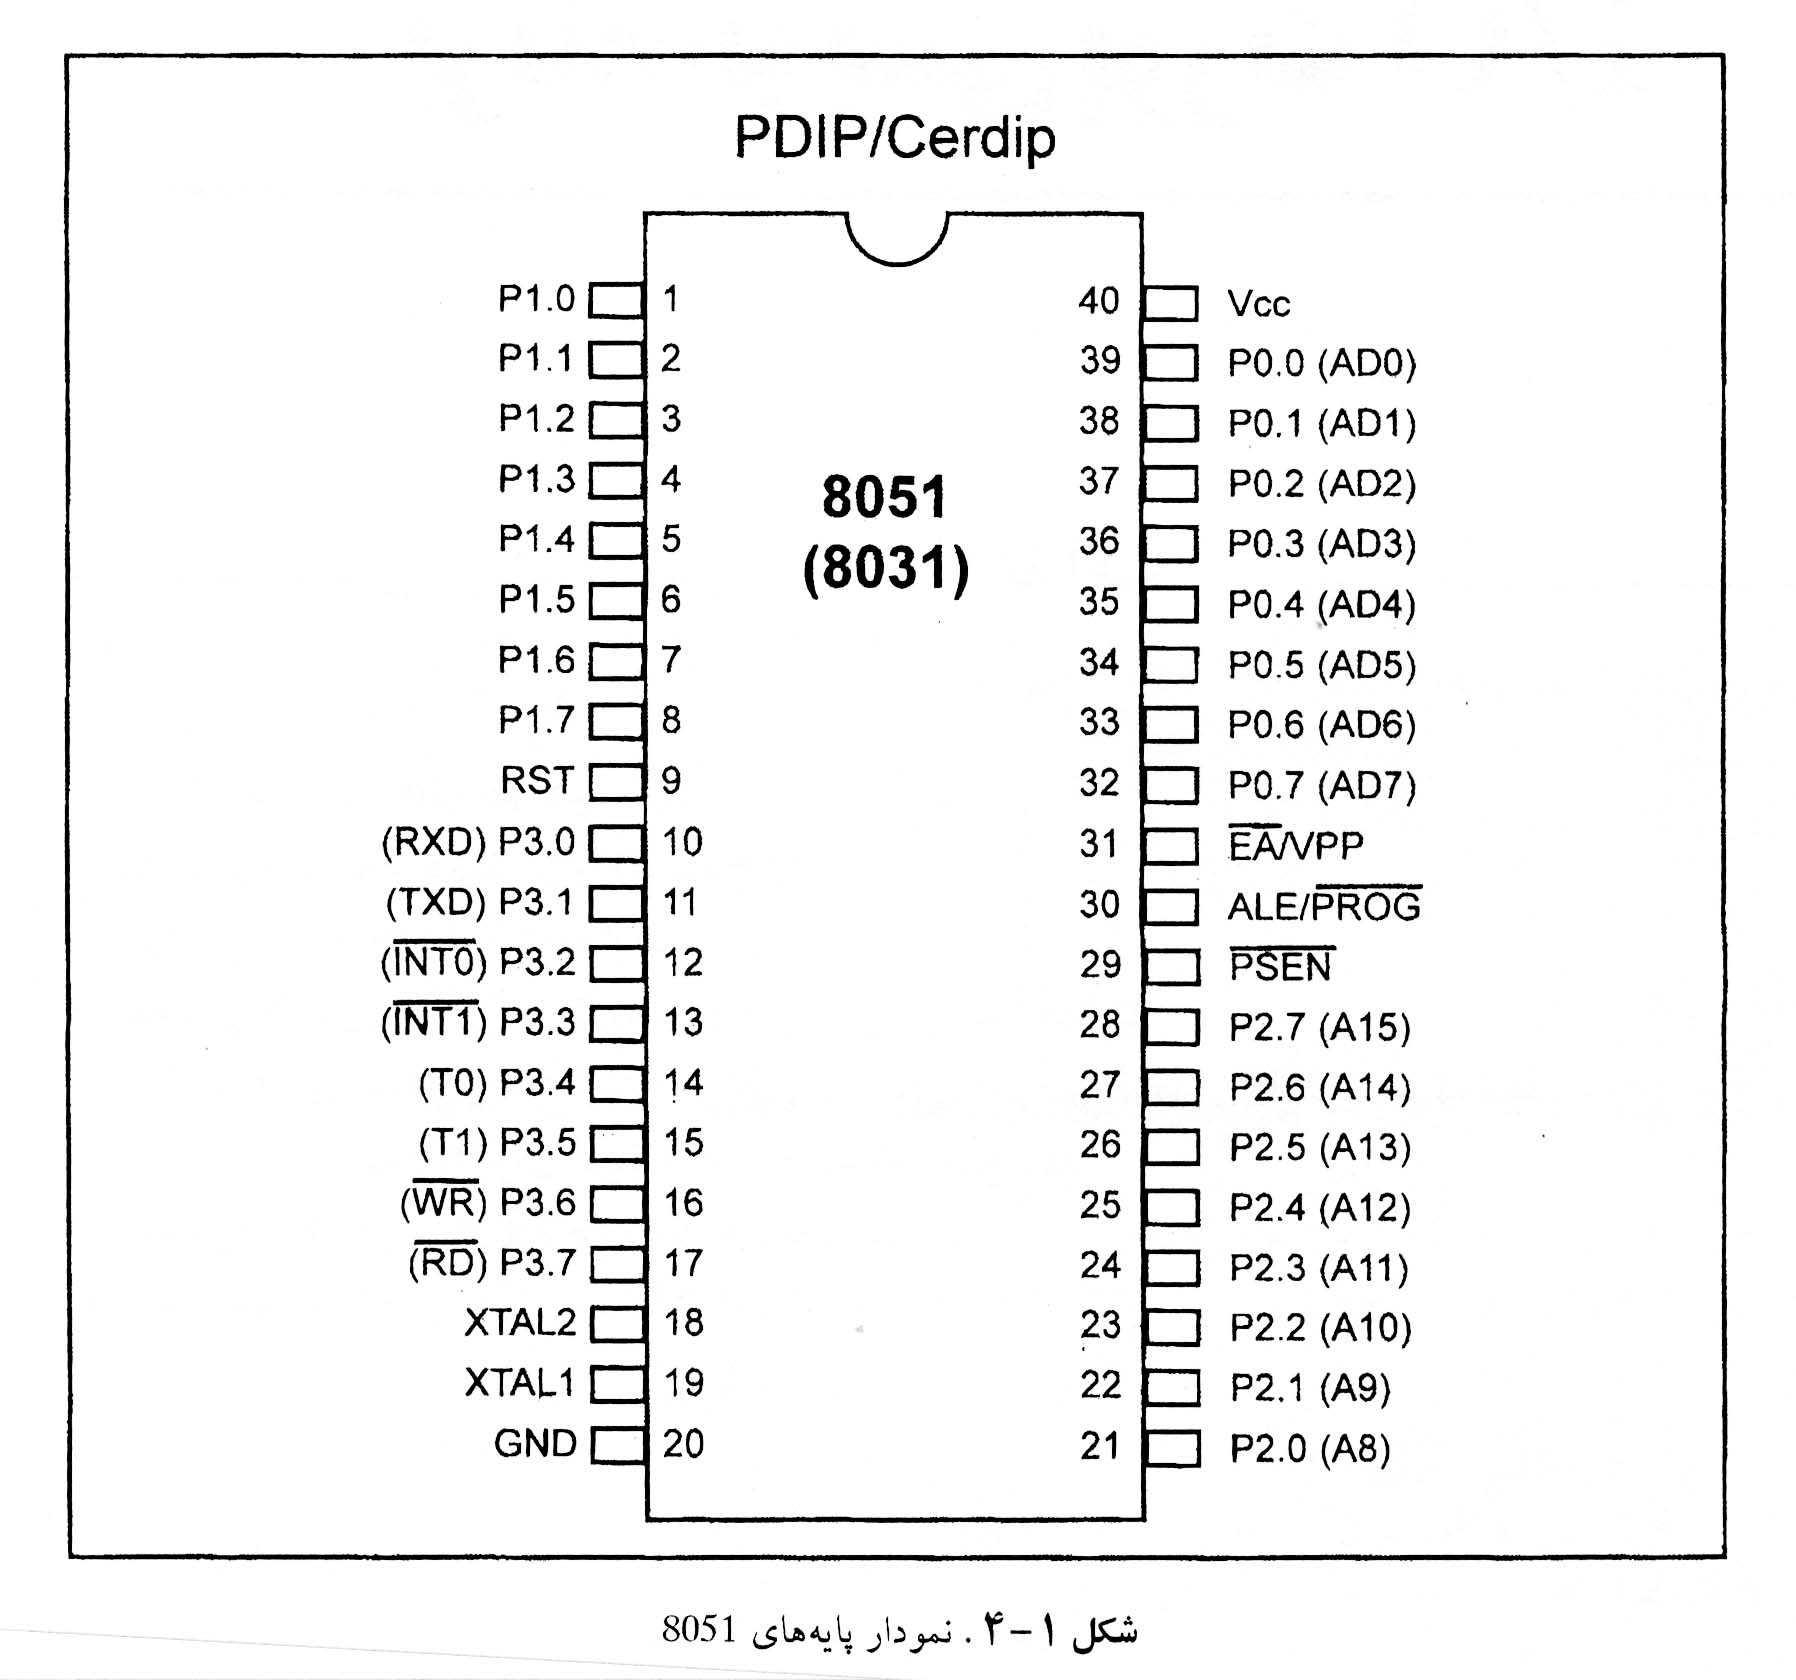 PDIP/Cerdip
8051
(8031)
P1.0 1 40 Vcc
P1.1 2 39 P0.0 (AD0)
P1.2 3 38 P0.1 (AD1)
P1.3 4 37 P0.2 (AD2)
P1.4 5 36 P0.3 (AD3)
P1.5 6 35 P0.4 (AD4)
P1.6 7 34 P0.5 (AD5)
P1.7 8 33 P0.6 (AD6)
RST 9 32 P0.7 (AD7)
(RXD) P3.0 10 31 E̅A̅/VPP
(TXD) P3.1 11 30 ALE/P̅R̅O̅G̅
(I̅N̅T̅0̅) P3.2 12 29 P̅S̅E̅N̅
(I̅N̅T̅1̅) P3.3 13 28 P2.7 (A15)
(T0) P3.4 14 27 P2.6 (A14)
(T1) P3.5 15 26 P2.5 (A13)
(W̅R̅) P3.6 16 25 P2.4 (A12)
(R̅D̅) P3.7 17 24 P2.3 (A11)
XTAL2 18 23 P2.2 (A10)
XTAL1 19 22 P2.1 (A9)
GND 20 21 P2.0 (A8)
شکل ۱-۴. نمودار پایه‌های 8051